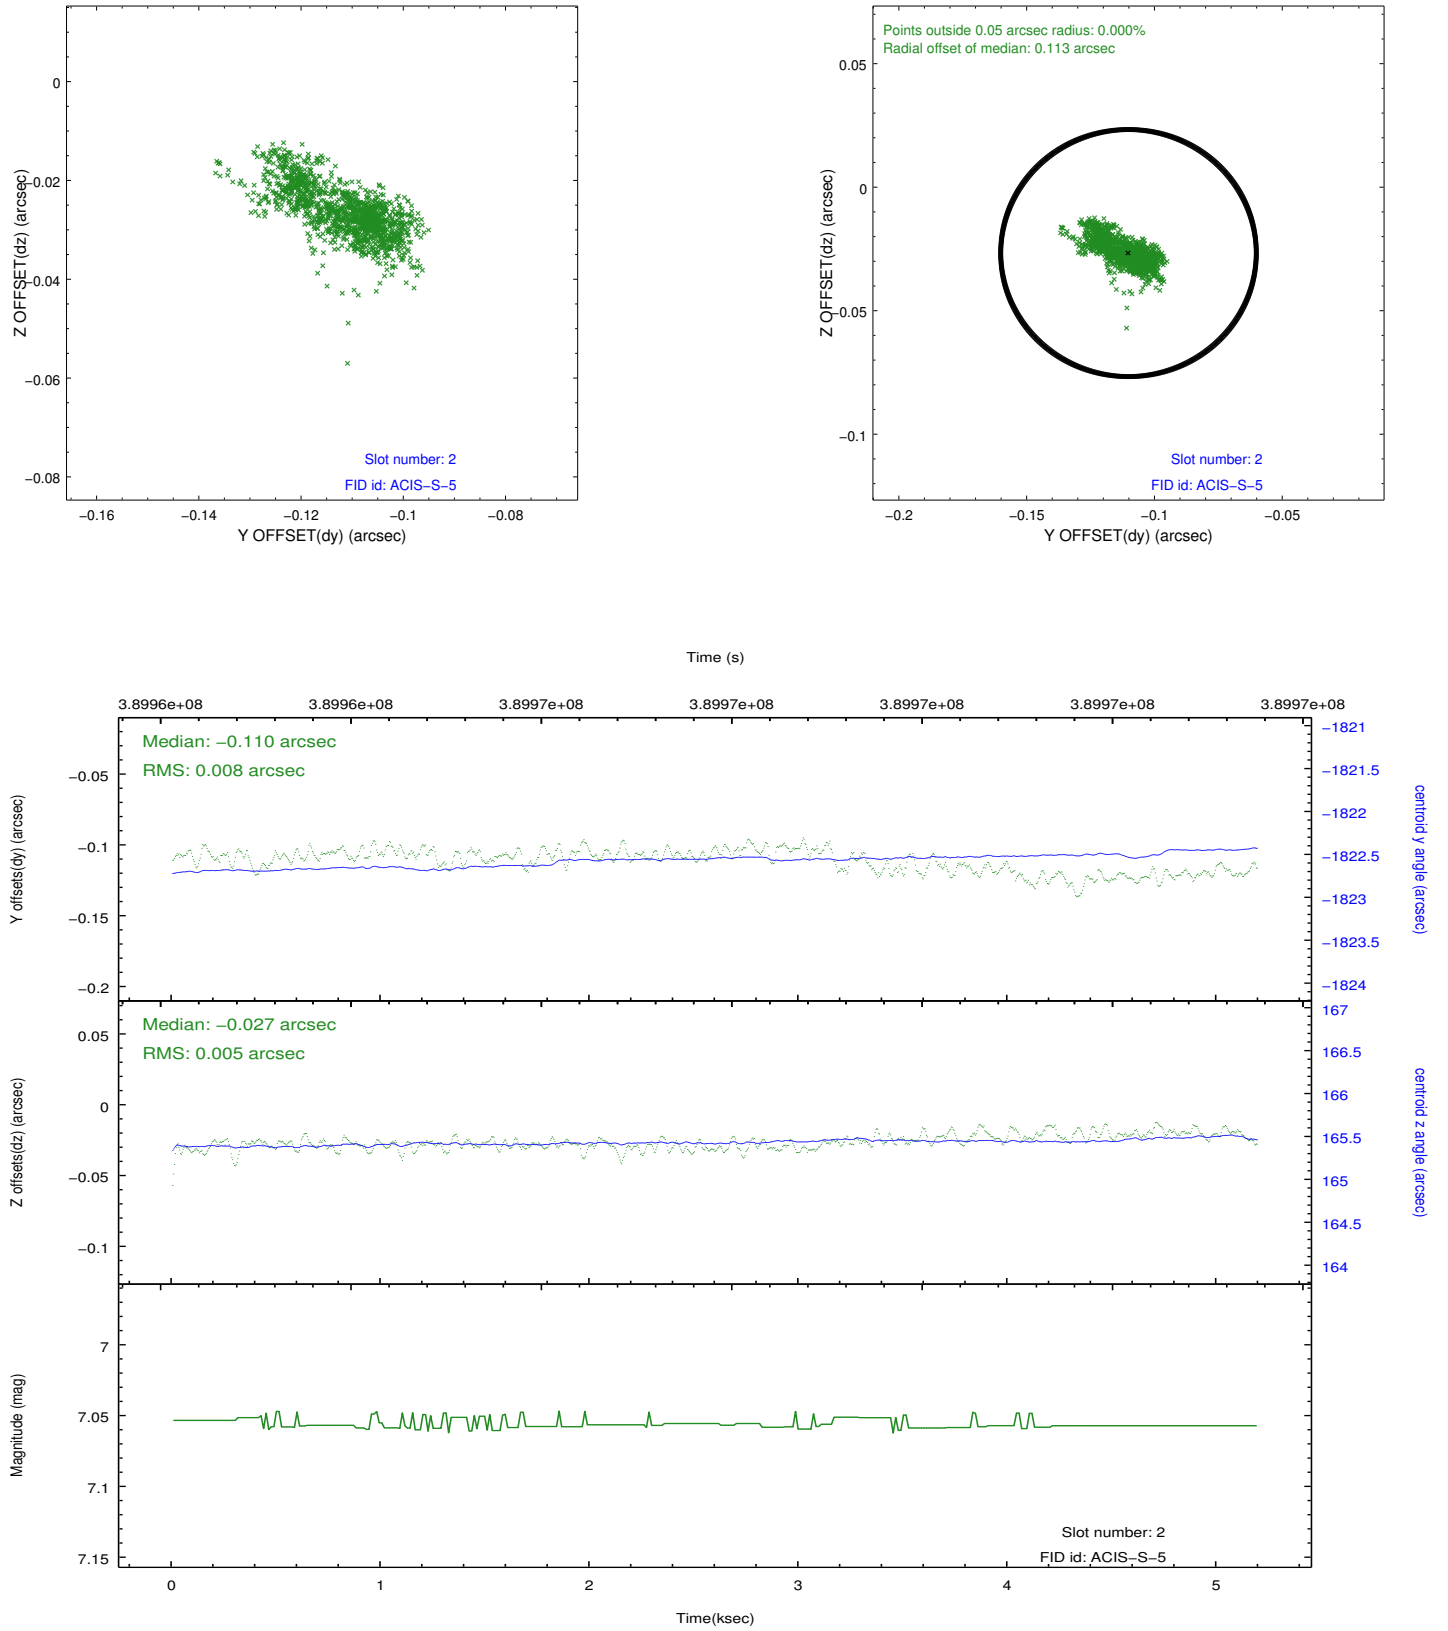 0
−0.02
−0.04
−0.06
−0.08
Z OFFSET(dz) (arcsec)
Slot number: 2
FID id: ACIS−S−5
−0.16
−0.14
−0.12
−0.1
−0.08
Y OFFSET(dy) (arcsec)
Points outside 0.05 arcsec radius: 0.000%
Radial offset of median: 0.113 arcsec
0.05
0
−0.05
−0.1
Z OFFSET(dz) (arcsec)
Slot number: 2
FID id: ACIS−S−5
−0.2
−0.15
−0.1
−0.05
Y OFFSET(dy) (arcsec)
Time (s)
3.8996e+08
3.8996e+08
3.8997e+08
3.8997e+08
3.8997e+08
3.8997e+08
3.8997e+08
Median: −0.110 arcsec
RMS: 0.008 arcsec
−0.05
−0.1
−0.15
−0.2
Y offsets(dy) (arcsec)
−1821
−1821.5
−1822
−1822.5
−1823
−1823.5
−1824
centroid y angle (arcsec)
Median: −0.027 arcsec
RMS: 0.005 arcsec
0.05
0
−0.05
−0.1
Z offsets(dz) (arcsec)
167
166.5
166
165.5
165
164.5
164
centroid z angle (arcsec)
7
7.05
7.1
7.15
Magnitude (mag)
Slot number: 2
FID id: ACIS−S−5
0
1
2
3
4
5
Time(ksec)